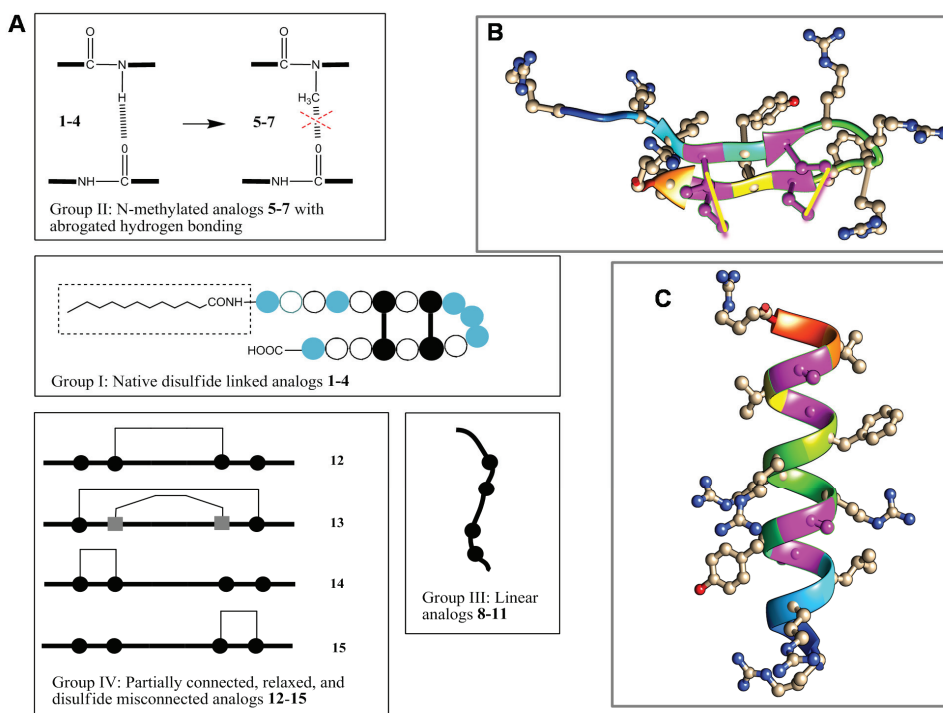 A
O
C
N
H
1-4
O
NH
C
O
C
N
H₃C
5-7
O
NH
C
Group II: N-methylated analogs 5-7 with
abrogated hydrogen bonding
B
CONH
HOOC
Group I: Native disulfide linked analogs 1-4
12
13
14
15
Group IV: Partially connected, relaxed, and
disulfide misconnected analogs 12-15
Group III: Linear
analogs 8-11
C